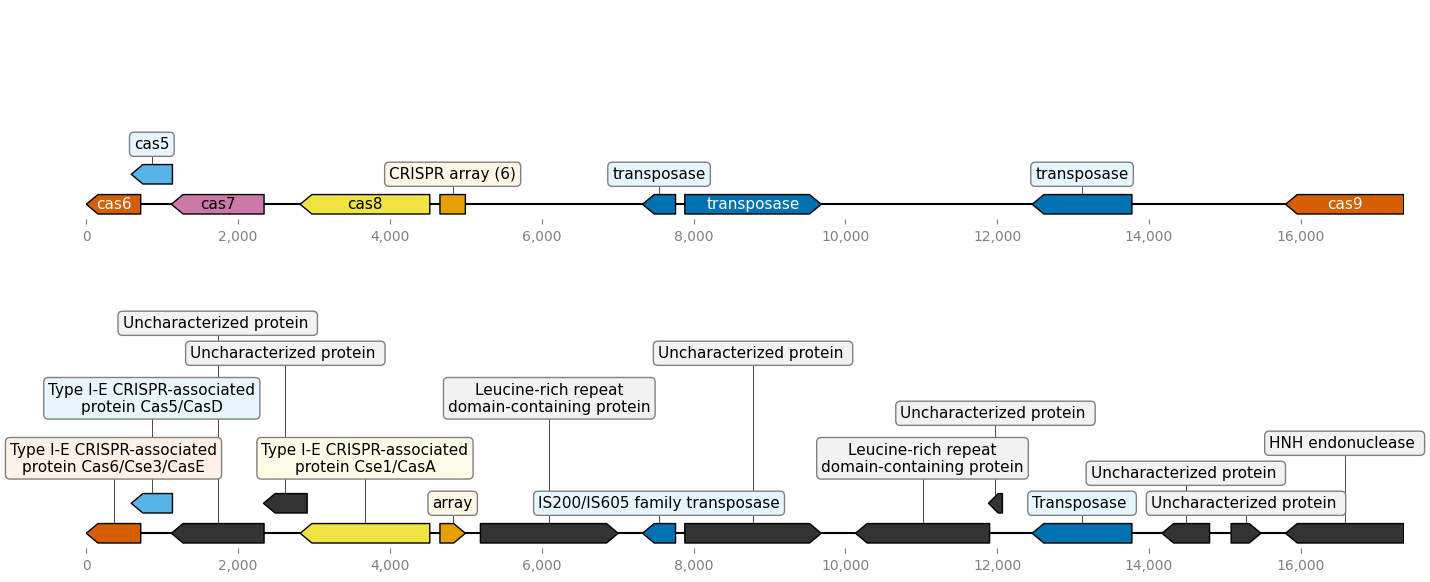 cas5
CRISPR array (6)
transposase
transposase
cas6
cas7
cas8
transposase
cas9
0
2,000
4,000
6,000
8,000
10,000
12,000
14,000
16,000
Uncharacterized protein
Uncharacterized protein
Uncharacterized protein
Type I-E CRISPR-associated
protein Cas5/CasD
Leucine-rich repeat
domain-containing protein
Uncharacterized protein
Type I-E CRISPR-associated
protein Cas6/Cse3/CasE
Type I-E CRISPR-associated
protein Cse1/CasA
Leucine-rich repeat
domain-containing protein
HNH endonuclease
Uncharacterized protein
array
IS200/IS605 family transposase
Transposase
Uncharacterized protein
0
2,000
4,000
6,000
8,000
10,000
12,000
14,000
16,000